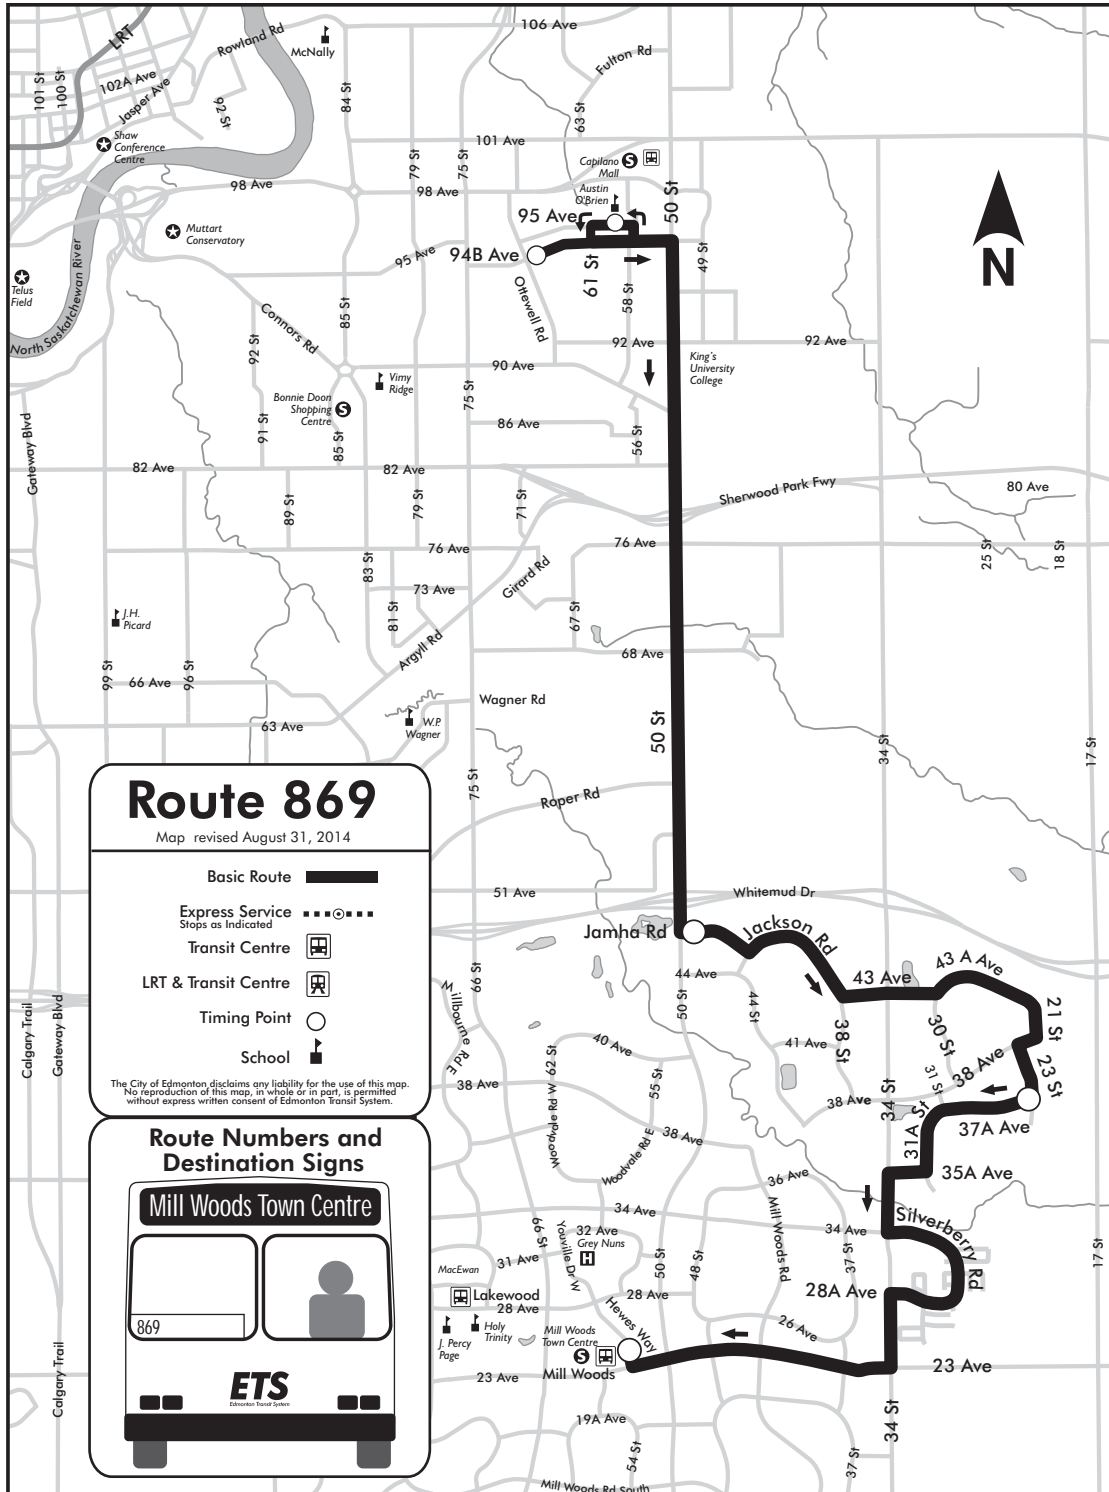 106 Ave
Rowland Rd
LRT
McNally
Fulton Rd
101 St
100 St
102A Ave
Jasper Ave
92 St
84 St
63 St
Shaw
Conference
Centre
101 Ave
79 St
75 St
Capilano
Mall
98 Ave
98 Ave
Austin
O'Brien
50 St
95 Ave
Muttart
Conservatory
95 Ave
94B Ave
61 St
49 St
N
Telus
Field
North Saskatchewan River
Ottewell Rd
58 St
85 St
Connors Rd
92 St
92 Ave
92 Ave
90 Ave
King's
University
College
Vimy
Ridge
75 St
Bonnie Doon
Shopping
Centre
91 St
85 St
86 Ave
56 St
Gateway Blvd
82 Ave
82 Ave
Sherwood Park Fwy
80 Ave
89 St
79 St
71 St
76 Ave
76 Ave
25 St
18 St
83 St
Girard Rd
73 Ave
81 St
67 St
J.H.
Picard
Argyll Rd
68 Ave
99 St
66 Ave
96 St
Wagner Rd
W.P.
Wagner
63 Ave
50 St
34 St
17 St
75 St
Roper Rd
Route 869
Map revised August 31, 2014
Basic Route
Express Service
Stops as Indicated
Transit Centre
LRT & Transit Centre
Timing Point
School
The City of Edmonton disclaims any liability for the use of this map.
No reproduction of this map, in whole or in part, is permitted
without express written consent of Edmonton Transit System.
51 Ave
Whitemud Dr
Jamha Rd
Jackson Rd
44 Ave
43 Ave
43 A Ave
66 St
Millbourne Rd E
50 St
44 St
38 St
30 St
21 St
Calgary Trail
Gateway Blvd
40 Ave
41 Ave
62 St
55 St
31 St
38 Ave
23 St
38 Ave
38 Ave
34 St
Woodvale Rd W
Woodvale Rd E
38 Ave
31A St
37A Ave
35A Ave
36 Ave
Mill Woods Rd
34 Ave
34 Ave
Silverberry Rd
66 St
Youville Dr W
32 Ave
Grey Nuns
H
31 Ave
50 St
48 St
37 St
17 St
MacEwan
Lakewood
28 Ave
28 Ave
28A Ave
Hewes Way
26 Ave
J. Percy
Page
Holy
Trinity
Mill Woods
Town Centre
Mill Woods
23 Ave
23 Ave
Calgary Trail
19A Ave
34 St
54 St
37 St
Mill Woods Rd South
Route Numbers and
Destination Signs
Mill Woods Town Centre
869
ETS
Edmonton Transit System